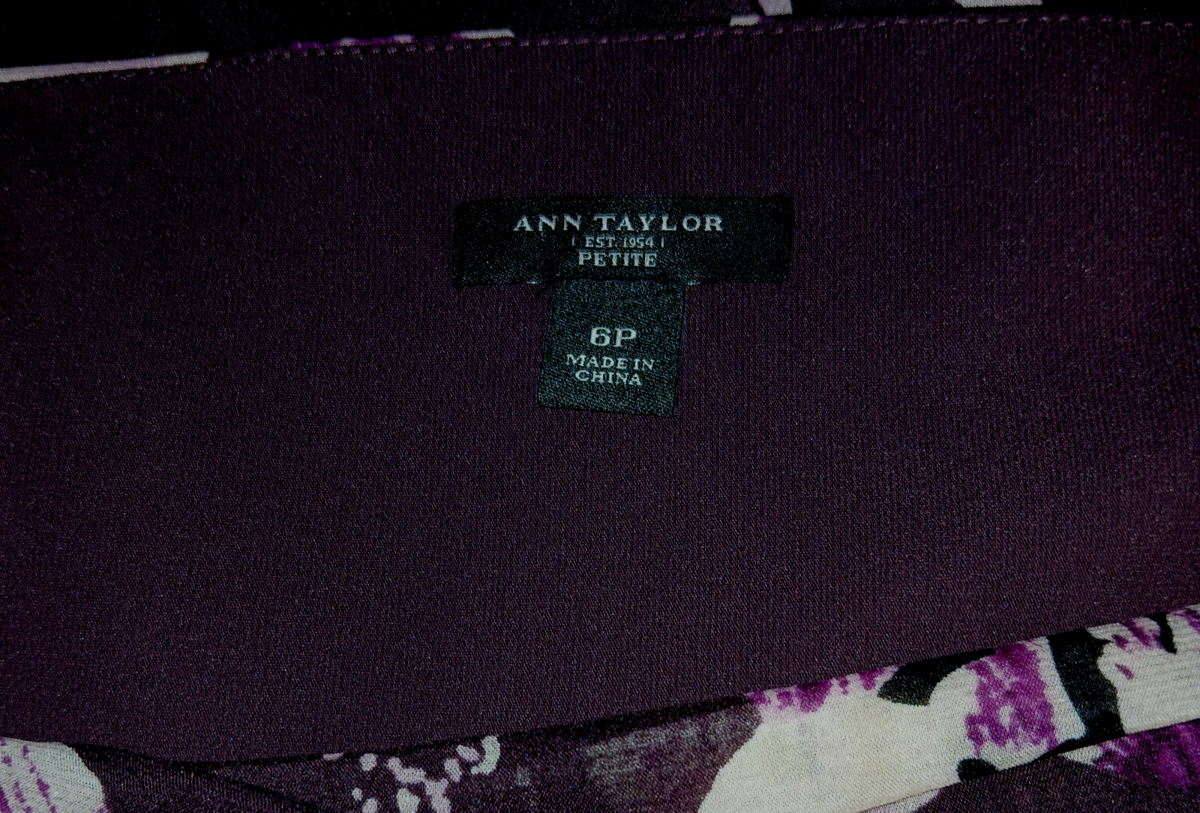 ANN TAYLOR
| EST. 1954 |
PETITE
6P
MADE IN
CHINA